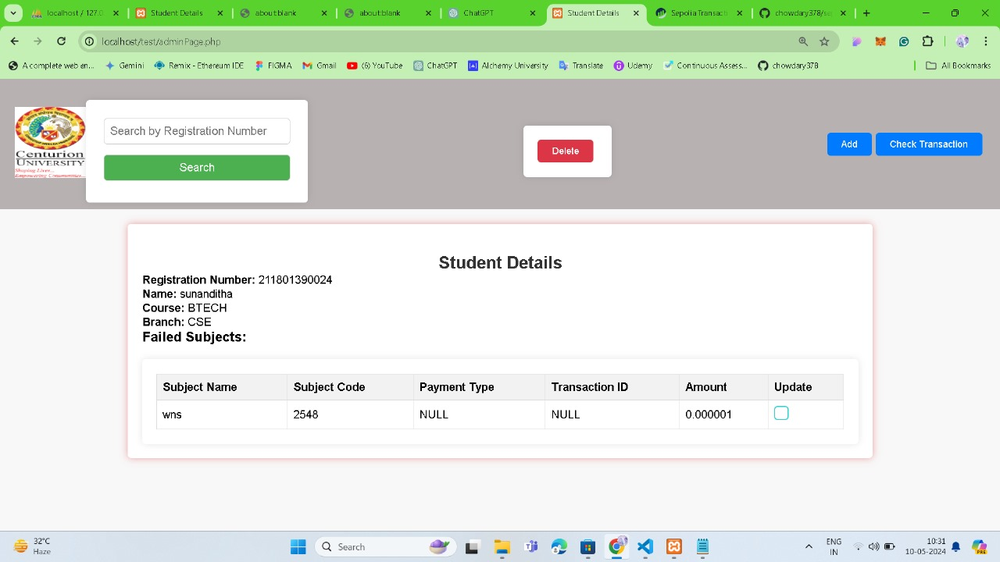 localhost / 127.0
Student Details
about:blank
about:blank
ChatGPT
Student Details
Sepolia Transact
chowdary378/se
localhost/test/adminPage.php
A complete web en...
Gemini
Remix - Ethereum IDE
FIGMA
Gmail
(6) YouTube
ChatGPT
Alchemy University
Translate
Udemy
Continuous Assess...
chowdary378
All Bookmarks
Centurion
UNIVERSITY
Shaping Lives...
Empowering Communities...
Search by Registration Number
Search
Delete
Add
Check Transaction
Student Details
Registration Number: 211801390024
Name: sunanditha
Course: BTECH
Branch: CSE
Failed Subjects:
Subject Name Subject Code Payment Type Transaction ID Amount Update
wns 2548 NULL NULL 0.000001
32°C
Haze
Search
ENG
IN
10:31
10-05-2024
PRE